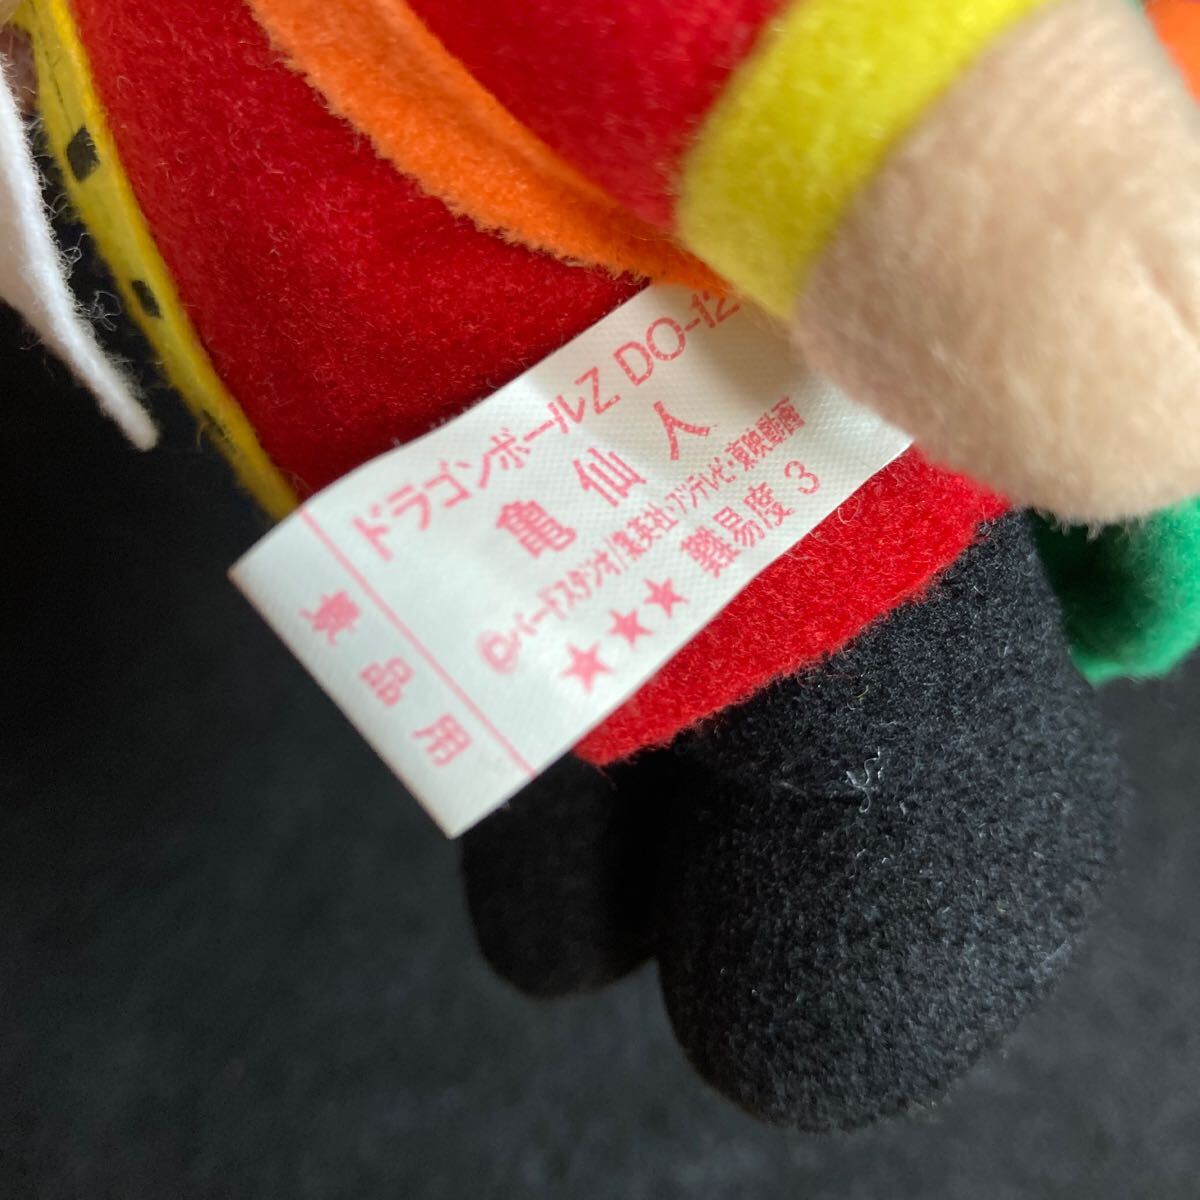 ドラゴンボールZ DO-12
亀仙人
©バードスタジオ/集英社・フジテレビ・東映動画
★★★ 難易度 3
景品用